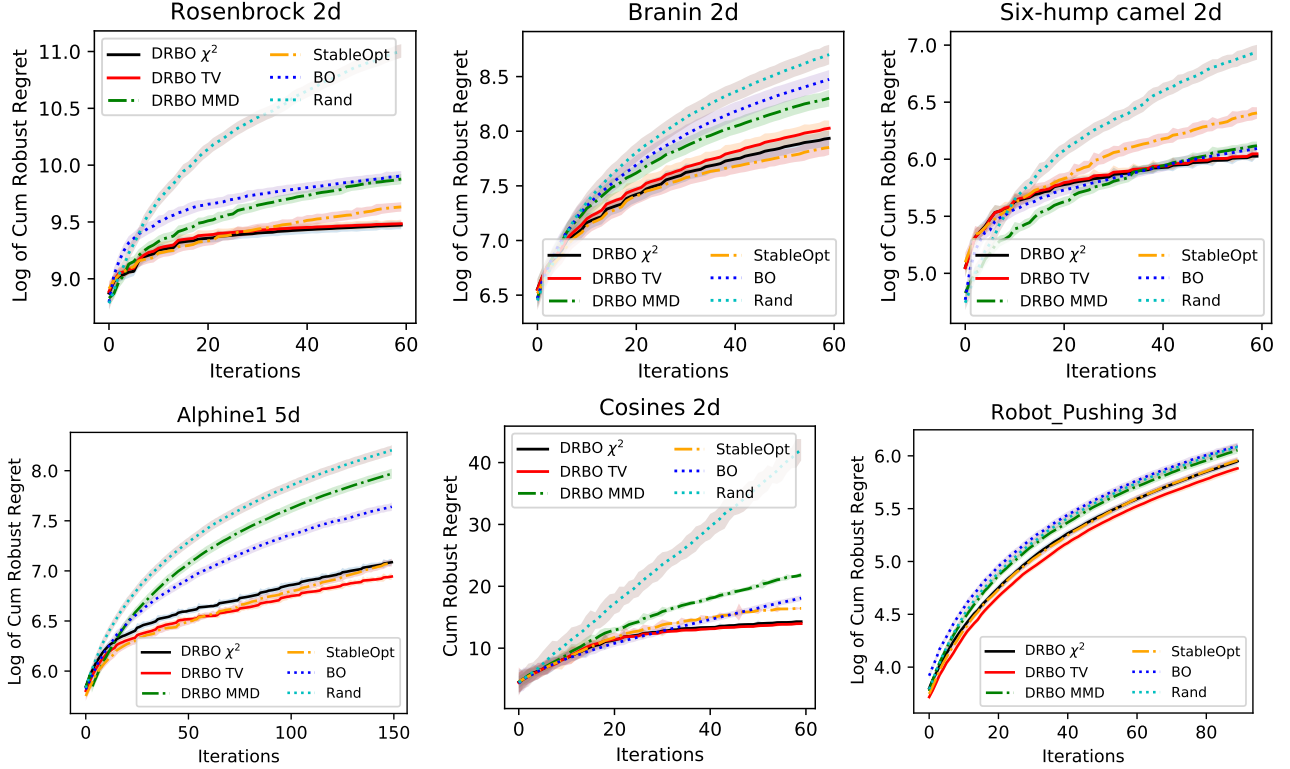 Rosenbrock 2d
Log of Cum Robust Regret
11.0
10.5
10.0
9.5
9.0
DRBO χ²
DRBO TV
DRBO MMD
StableOpt
BO
Rand
0 20 40 60
Iterations
Branin 2d
Log of Cum Robust Regret
8.5
8.0
7.5
7.0
6.5
DRBO χ²
DRBO TV
DRBO MMD
StableOpt
BO
Rand
0 20 40 60
Iterations
Six-hump camel 2d
Log of Cum Robust Regret
7.0
6.5
6.0
5.5
5.0
DRBO χ²
DRBO TV
DRBO MMD
StableOpt
BO
Rand
0 20 40 60
Iterations
Alphine1 5d
Log of Cum Robust Regret
8.0
7.5
7.0
6.5
6.0
DRBO χ²
DRBO TV
DRBO MMD
StableOpt
BO
Rand
0 50 100 150
Iterations
Cosines 2d
Cum Robust Regret
40
30
20
10
DRBO χ²
DRBO TV
DRBO MMD
StableOpt
BO
Rand
0 20 40 60
Iterations
Robot_Pushing 3d
Log of Cum Robust Regret
6.0
5.5
5.0
4.5
4.0
DRBO χ²
DRBO TV
DRBO MMD
StableOpt
BO
Rand
0 20 40 60 80
Iterations